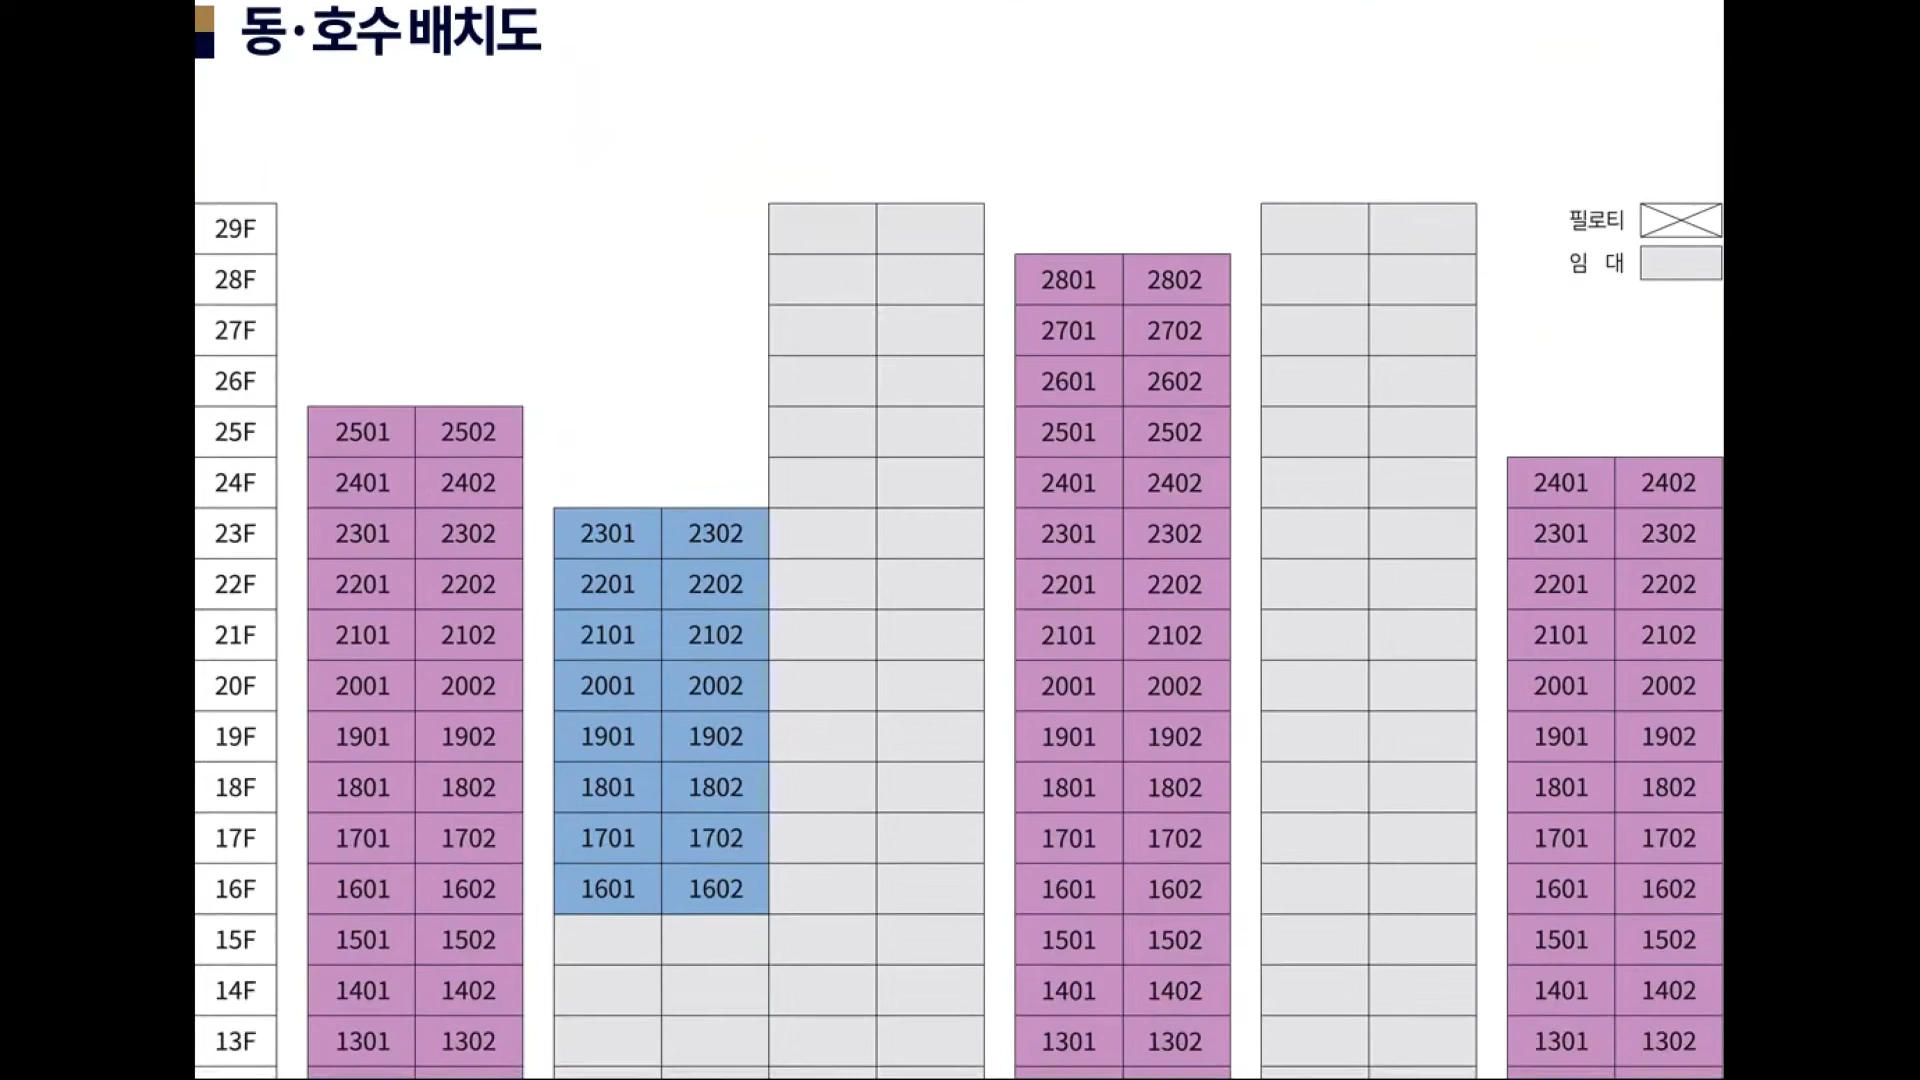 동·호수 배치도
29F
필로티
28F 2801 2802
임 대
27F 2701 2702
26F 2601 2602
25F 2501 2502 2501 2502
24F 2401 2402 2401 2402 2401 2402
23F 2301 2302 2301 2302 2301 2302 2301 2302
22F 2201 2202 2201 2202 2201 2202 2201 2202
21F 2101 2102 2101 2102 2101 2102 2101 2102
20F 2001 2002 2001 2002 2001 2002 2001 2002
19F 1901 1902 1901 1902 1901 1902 1901 1902
18F 1801 1802 1801 1802 1801 1802 1801 1802
17F 1701 1702 1701 1702 1701 1702 1701 1702
16F 1601 1602 1601 1602 1601 1602 1601 1602
15F 1501 1502 1501 1502 1501 1502
14F 1401 1402 1401 1402 1401 1402
13F 1301 1302 1301 1302 1301 1302